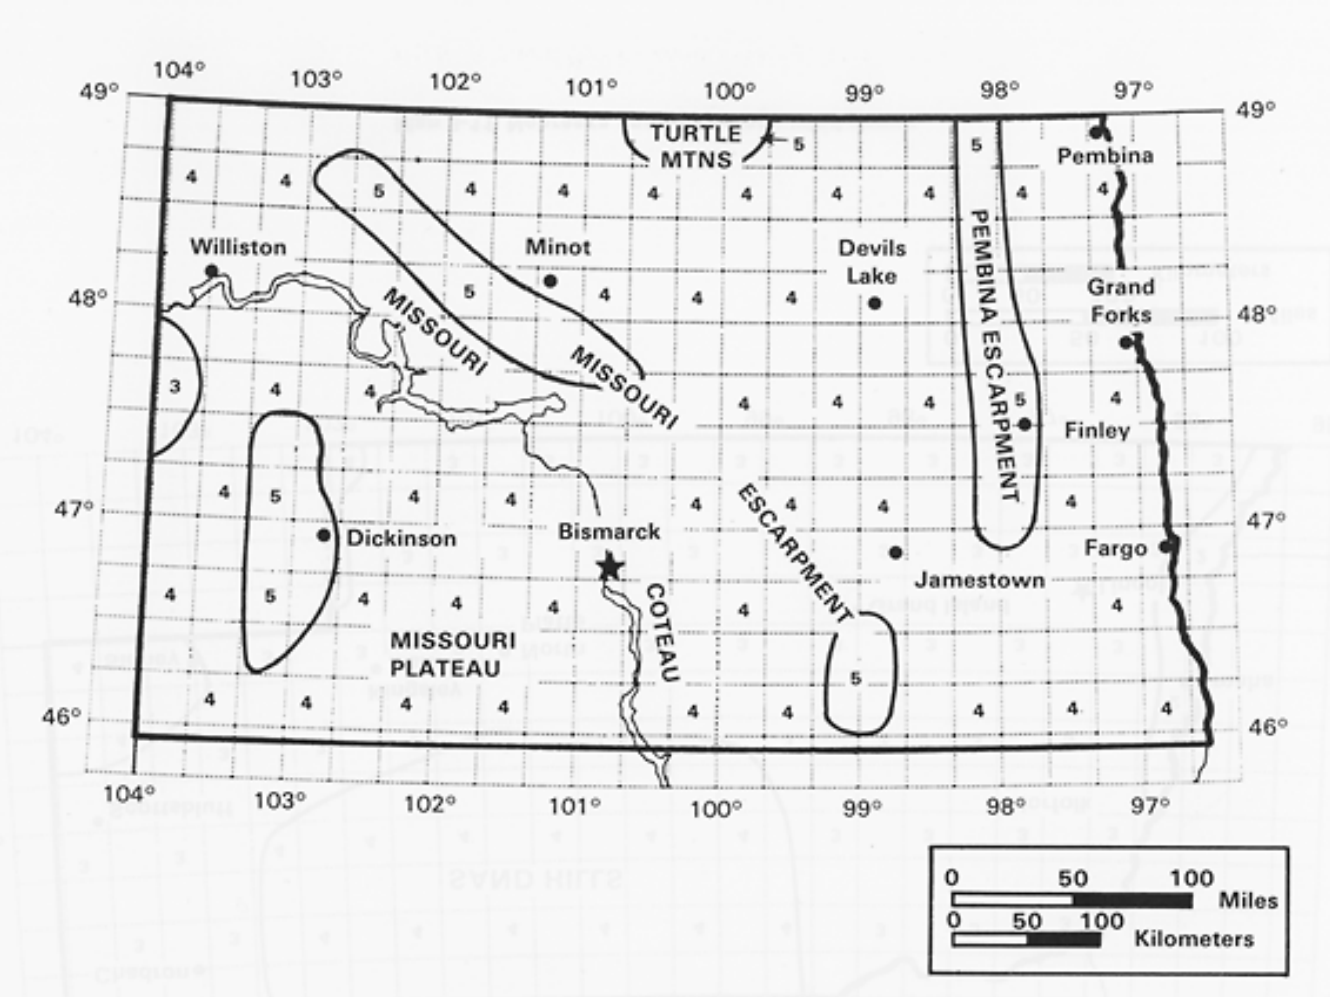 104° 103° 102° 101° 100° 99° 98° 97°
49° 49°
TURTLE
MTNS
5 5
Pembina
4 4 5 4 4 4 4 4 4 4 4
Williston Minot Devils
Lake
PEMBINA ESCARPMENT
48° 5 4 4 4 Grand
Forks 48°
MISSOURI
MISSOURI
3 4 4 4 4 4 5 4
Finley
4 5 4 4 4 4 4 4
47° 47°
ESCARPMENT
Dickinson Bismarck Fargo
Jamestown
4 5 4 4 4 4 4
COTEAU
MISSOURI
PLATEAU
5
4 4 4 4 4 4 4 4 4
46° 46°
104° 103° 102° 101° 100° 99° 98° 97°
0 50 100
Miles
0 50 100
Kilometers